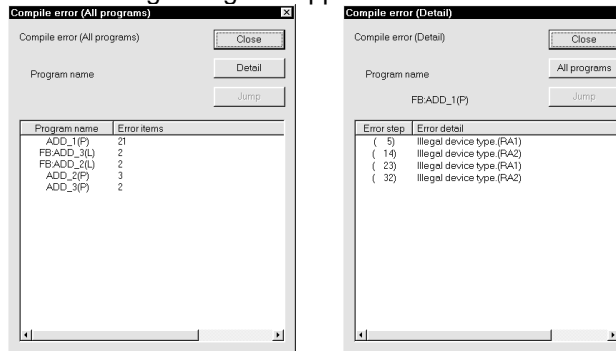 Compile error (All programs)
Compile error (All programs)
Close
Program name
Detail
Jump
Program name Error items
ADD_1(P) 21
FB:ADD_3(L) 2
FB:ADD_2(L) 2
ADD_2(P) 3
ADD_3(P) 2
Compile error (Detail)
Compile error (Detail)
Close
Program name
All programs
FB:ADD_1(P)
Jump
Error step Error detail
( 5) Illegal device type.(RA1)
( 14) Illegal device type.(RA2)
( 23) Illegal device type.(RA1)
( 32) Illegal device type.(RA2)